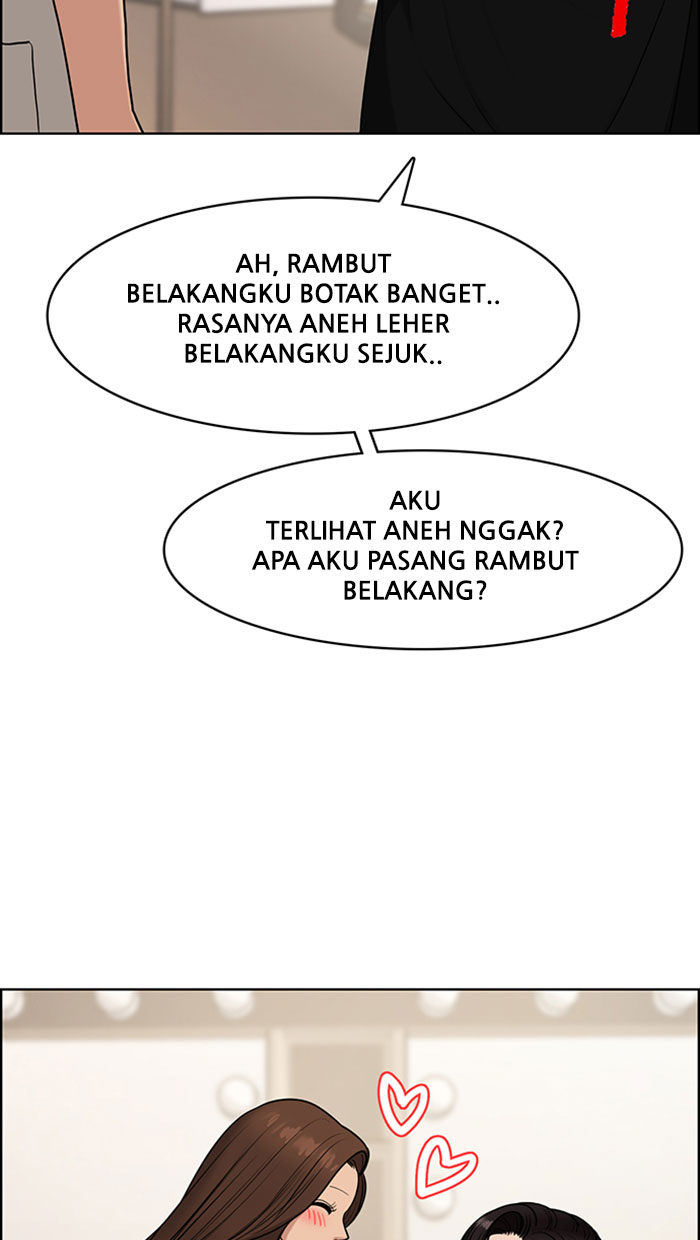 AH, RAMBUT
BELAKANGKU BOTAK BANGET..
RASANYA ANEH LEHER
BELAKANGKU SEJUK..
AKU
TERLIHAT ANEH NGGAK?
APA AKU PASANG RAMBUT
BELAKANG?